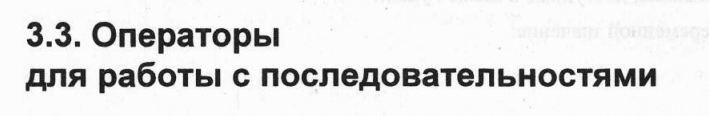 3.3. Операторы
для работы с последовательностями